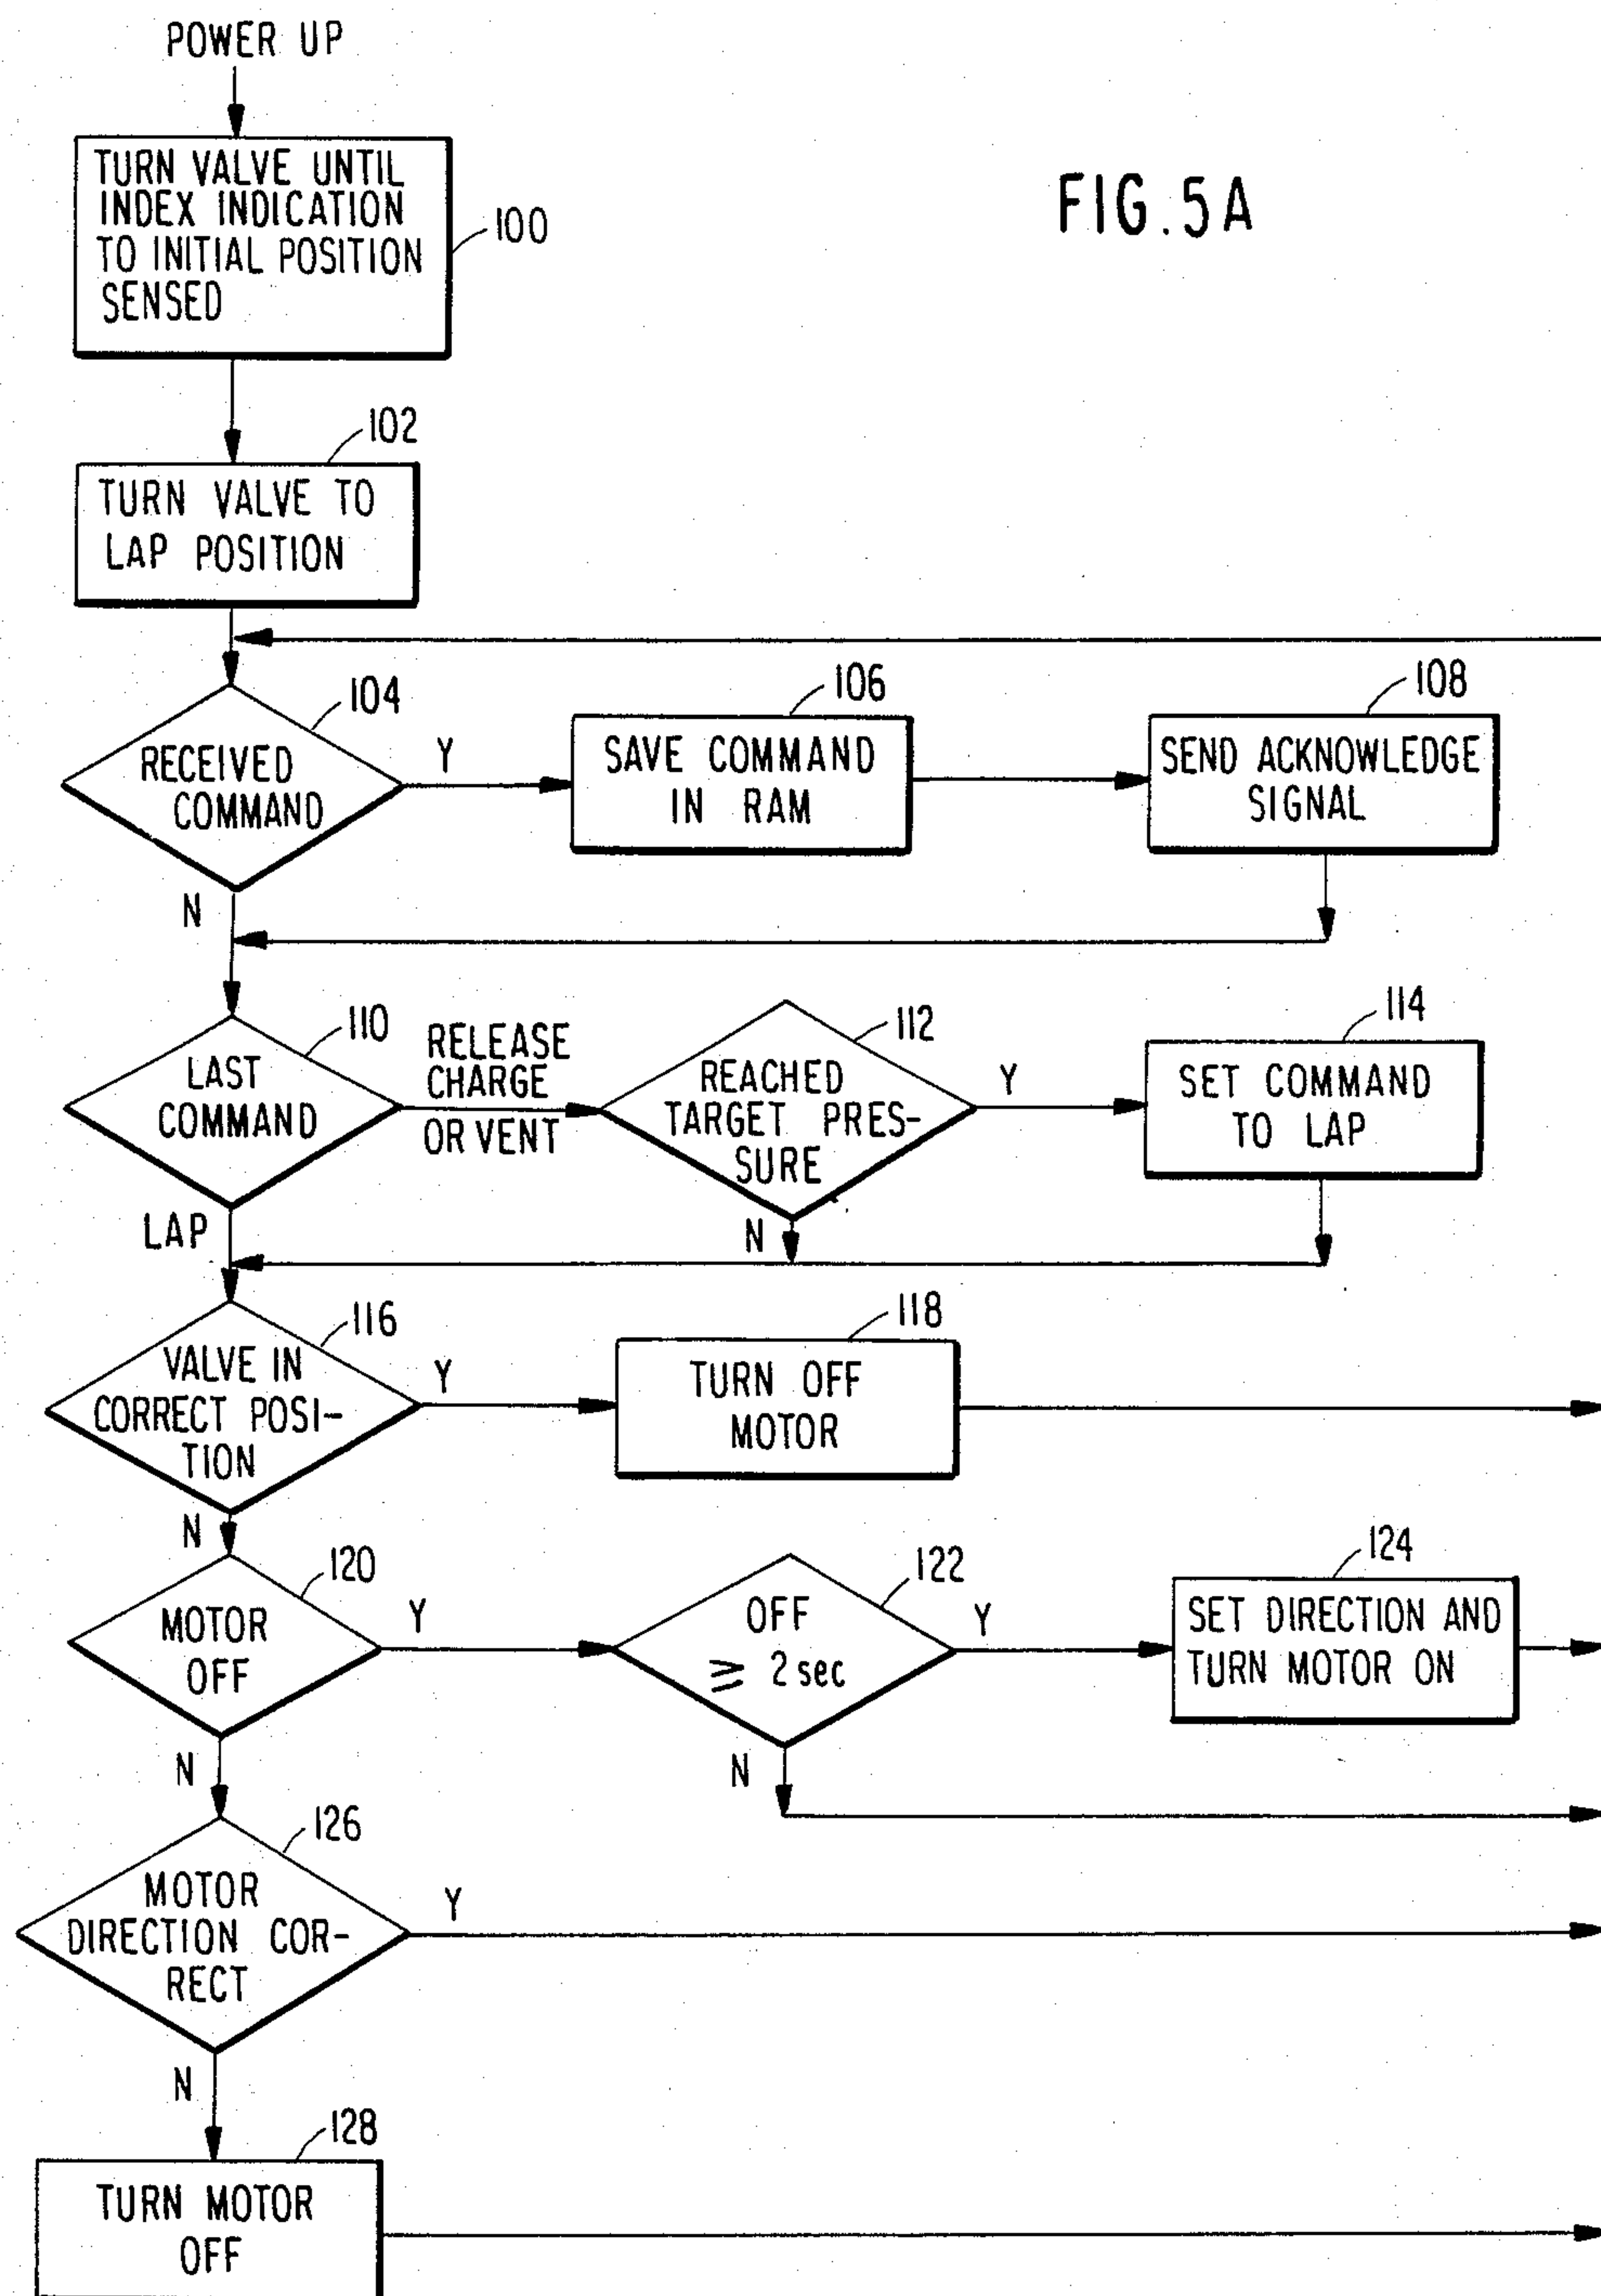 POWER UP
FIG. 5A
TURN VALVE UNTIL
INDEX INDICATION
TO INITIAL POSITION
SENSED
100
102
TURN VALVE TO
LAP POSITION
104
RECEIVED
COMMAND
Y
N
106
SAVE COMMAND
IN RAM
108
SEND ACKNOWLEDGE
SIGNAL
110
LAST
COMMAND
RELEASE
CHARGE
OR VENT
LAP
112
REACHED
TARGET PRES-
SURE
Y
N
114
SET COMMAND
TO LAP
116
VALVE IN
CORRECT POSI-
TION
Y
N
118
TURN OFF
MOTOR
120
MOTOR
OFF
Y
N
122
OFF
≥ 2 sec
Y
N
124
SET DIRECTION AND
TURN MOTOR ON
126
MOTOR
DIRECTION COR-
RECT
Y
N
128
TURN MOTOR
OFF